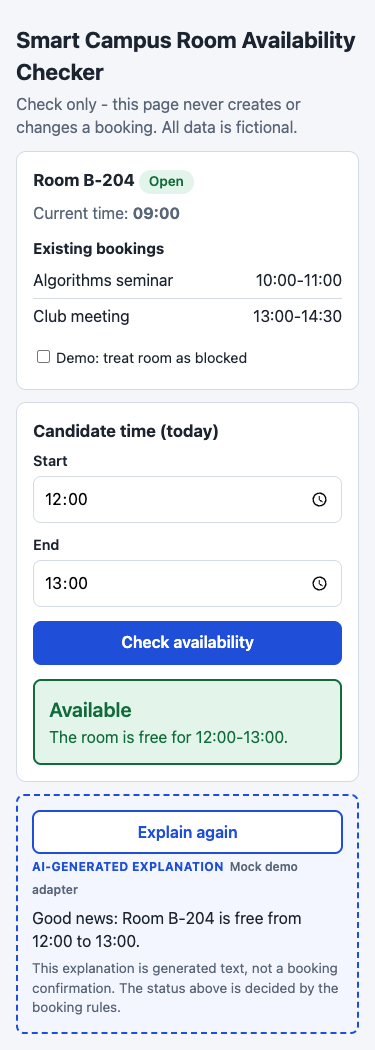 Smart Campus Room Availability
Checker
Check only - this page never creates or
changes a booking. All data is fictional.
Room B-204 Open
Current time: 09:00
Existing bookings
Algorithms seminar 10:00-11:00
Club meeting 13:00-14:30
Demo: treat room as blocked
Candidate time (today)
Start
12:00
End
13:00
Check availability
Available
The room is free for 12:00-13:00.
Explain again
AI-GENERATED EXPLANATION Mock demo
adapter
Good news: Room B-204 is free from
12:00 to 13:00.
This explanation is generated text, not a booking
confirmation. The status above is decided by the
booking rules.